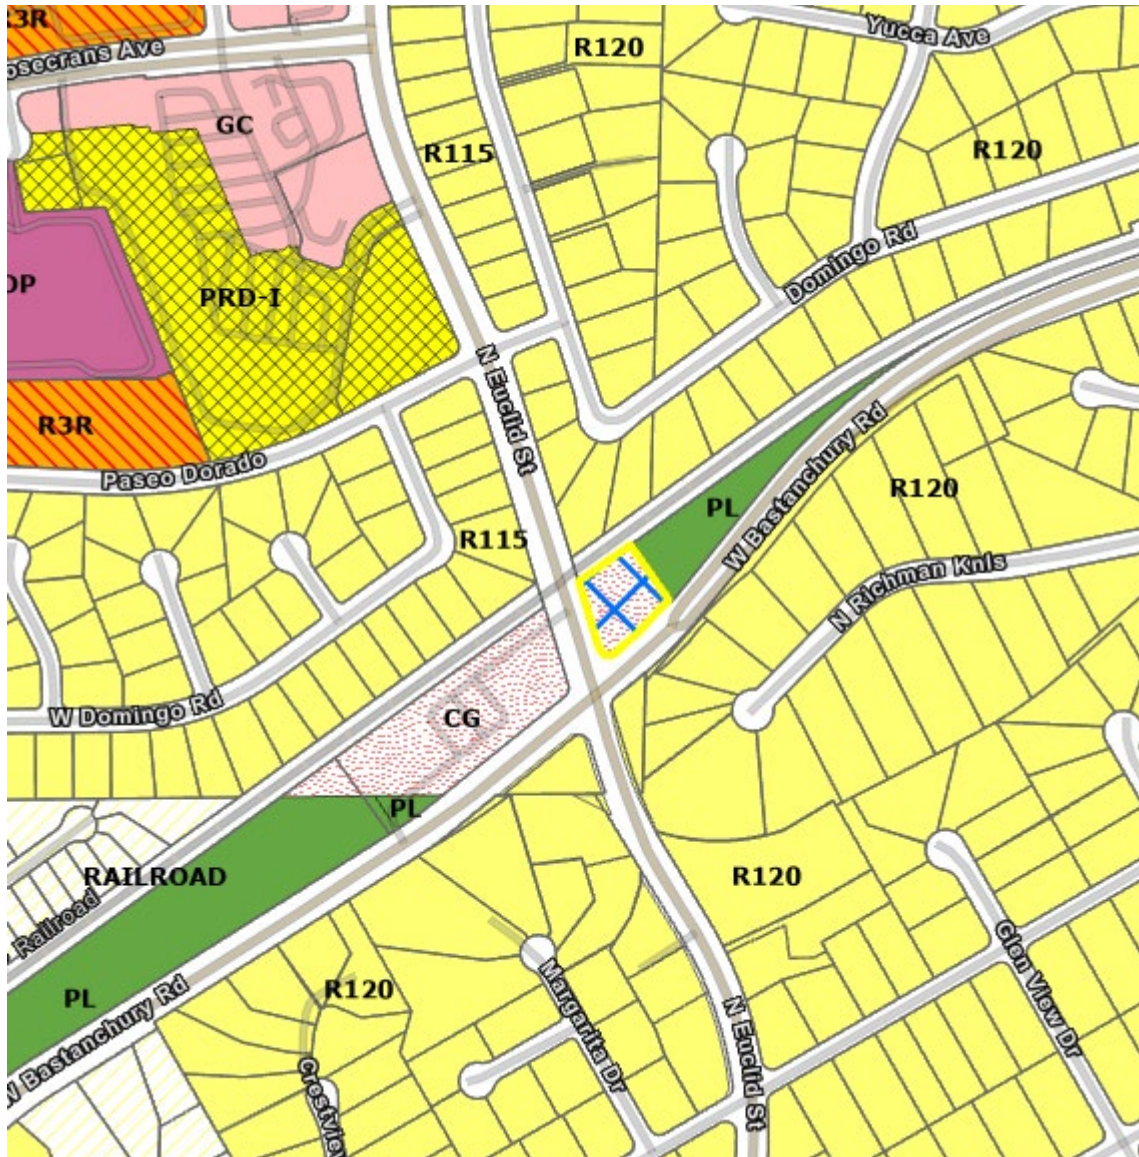 R3R
Rosecrans Ave
R120
Yucca Ave
GC
R115
R120
Domingo Rd
OP
PRD-I
N Euclid St
R3R
Paseo Dorado
W Bastanchury Rd
R120
PL
R115
N Richman Knls
W Domingo Rd
CG
PL
RAILROAD
R120
Railroad
PL
R120
Margarita Dr
Glen View Dr
W Bastanchury Rd
N Euclid St
Crestview